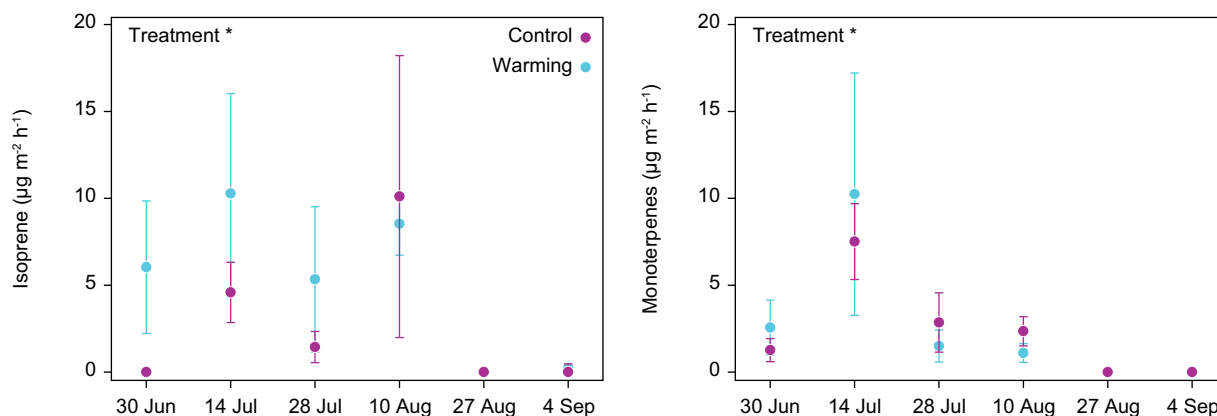 20
15
10
5
0
Isoprene (µg m⁻² h⁻¹)
Treatment *
Control
Warming
30 Jun 14 Jul 28 Jul 10 Aug 27 Aug 4 Sep
20
15
10
5
0
Monoterpenes (µg m⁻² h⁻¹)
Treatment *
30 Jun 14 Jul 28 Jul 10 Aug 27 Aug 4 Sep